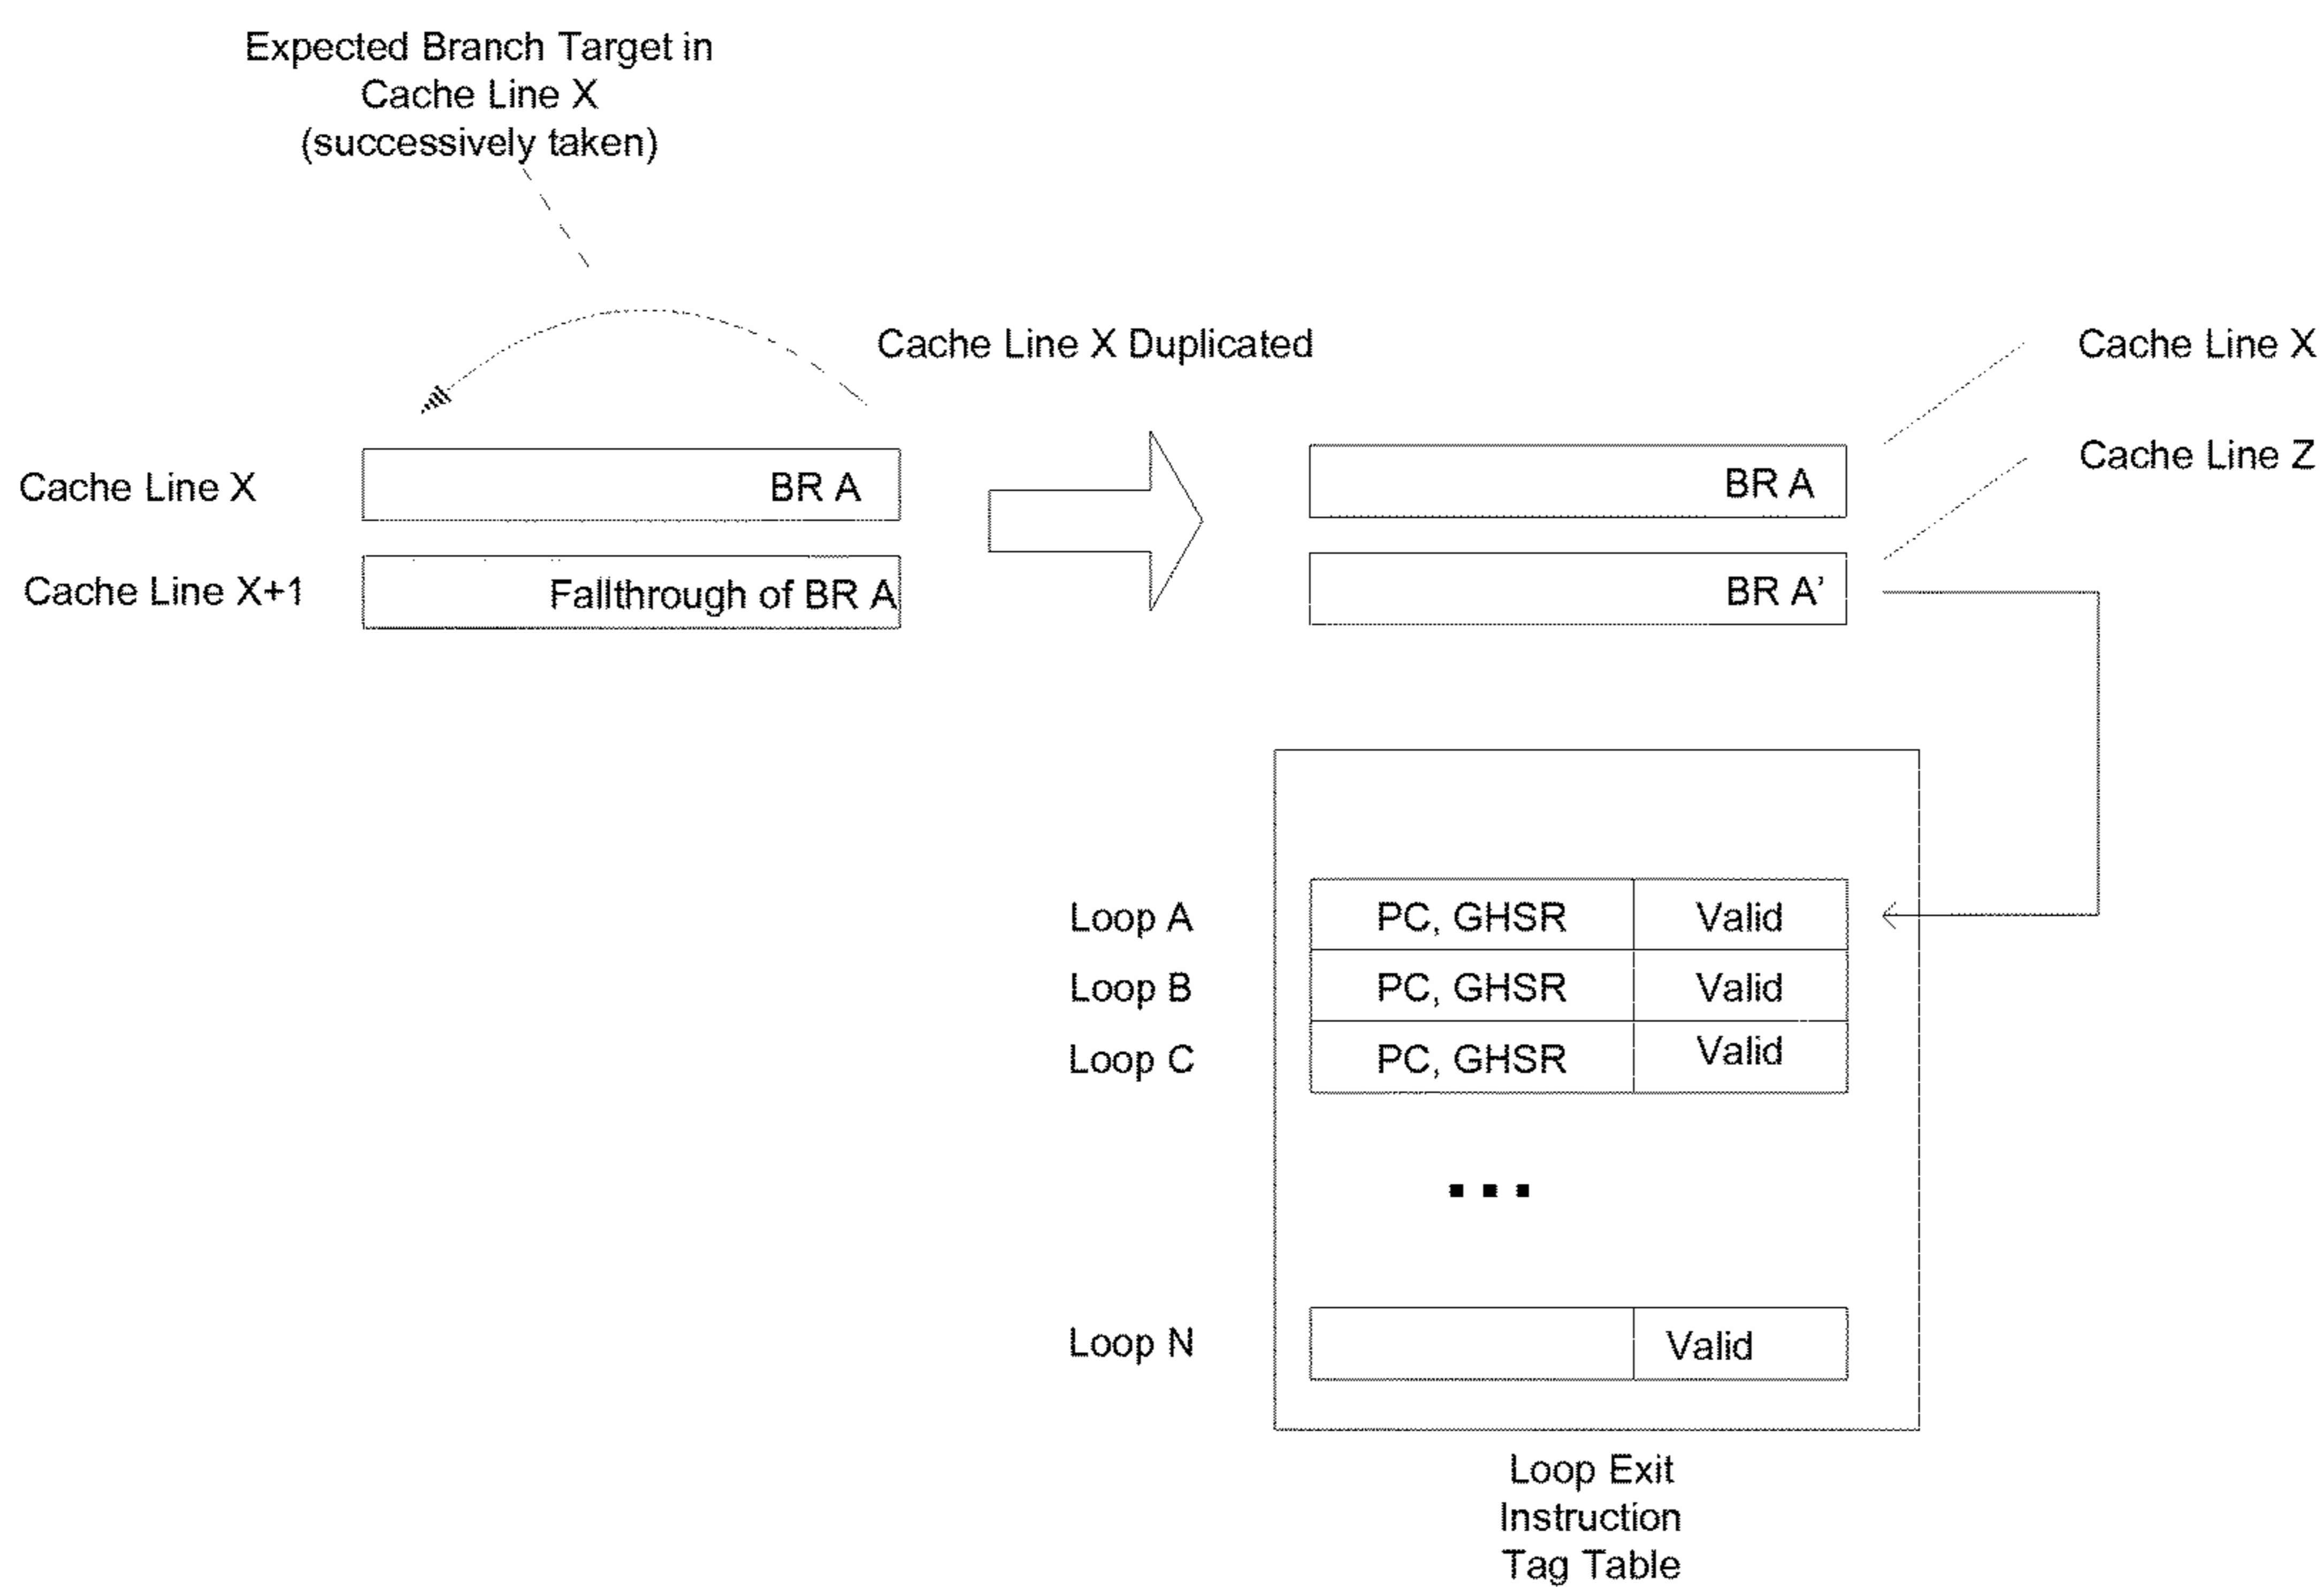 Expected Branch Target in
Cache Line X
(successively taken)
Cache Line X Duplicated
Cache Line X
Cache Line Z
Cache Line X
BR A
BR A
Cache Line X+1
Fallthrough of BR A
BR A’
Loop A
PC, GHSR
Valid
Loop B
PC, GHSR
Valid
Loop C
PC, GHSR
Valid
Loop N
Valid
Loop Exit
Instruction
Tag Table